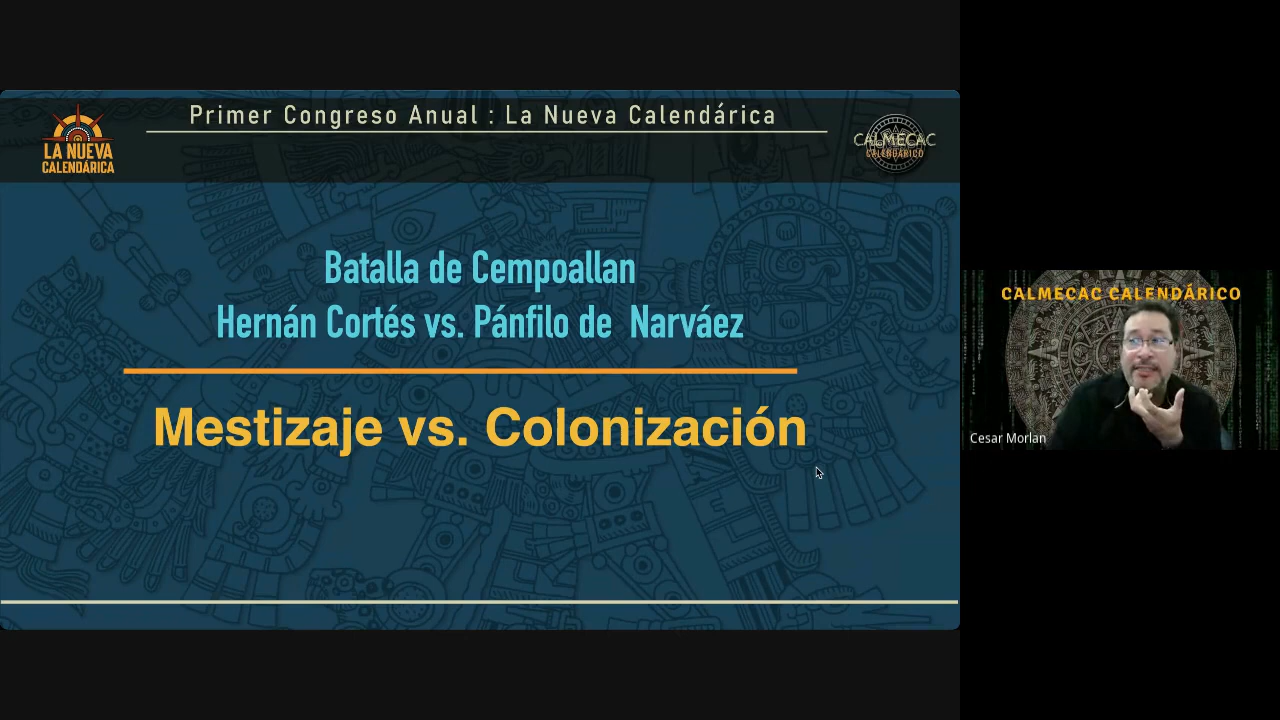 Primer Congreso Anual : La Nueva Calendárica
LA NUEVA
CALENDÁRICA
CALMECAC
CALENDÁRICO
Batalla de Cempoallan
Hernán Cortés vs. Pánfilo de Narváez
Mestizaje vs. Colonización
CALMECAC CALENDÁRICO
Cesar Morlan